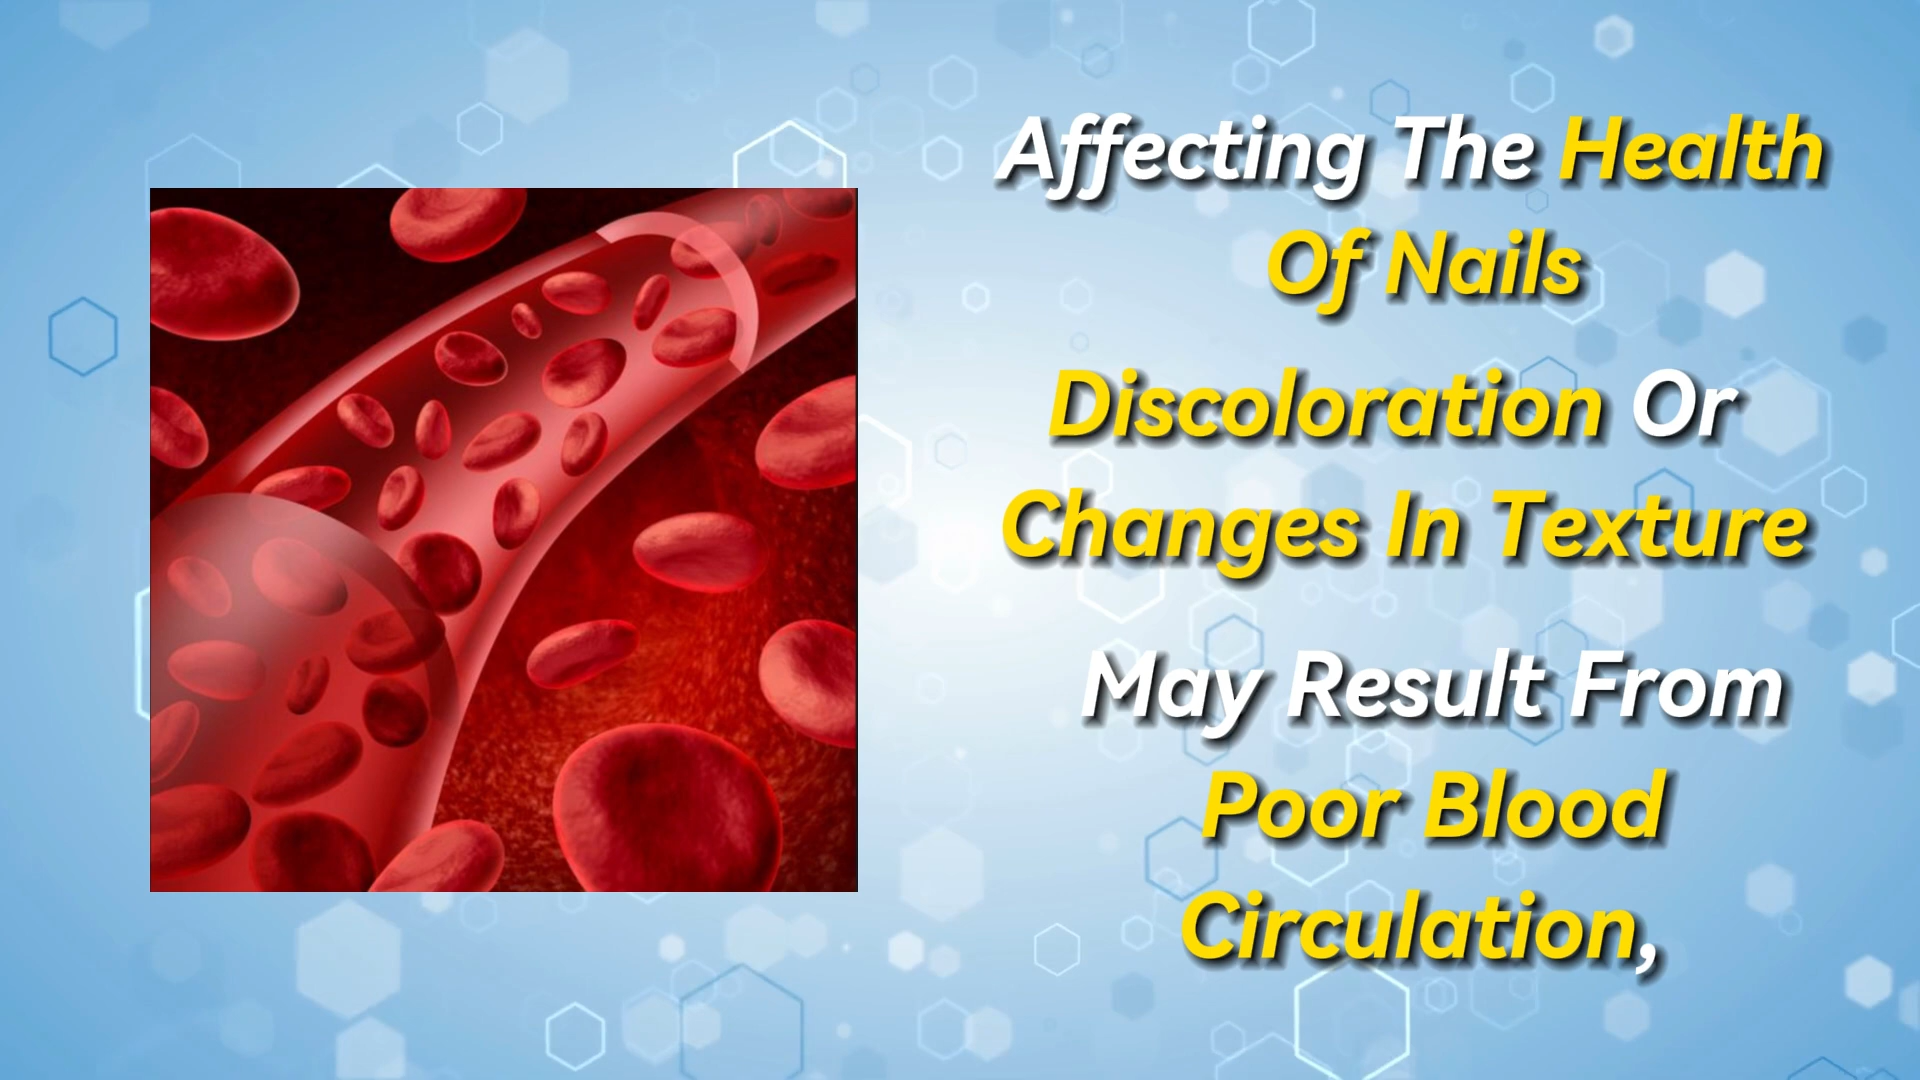 Affecting The Health
Of Nails
Discoloration Or
Changes In Texture
May Result From
Poor Blood
Circulation,